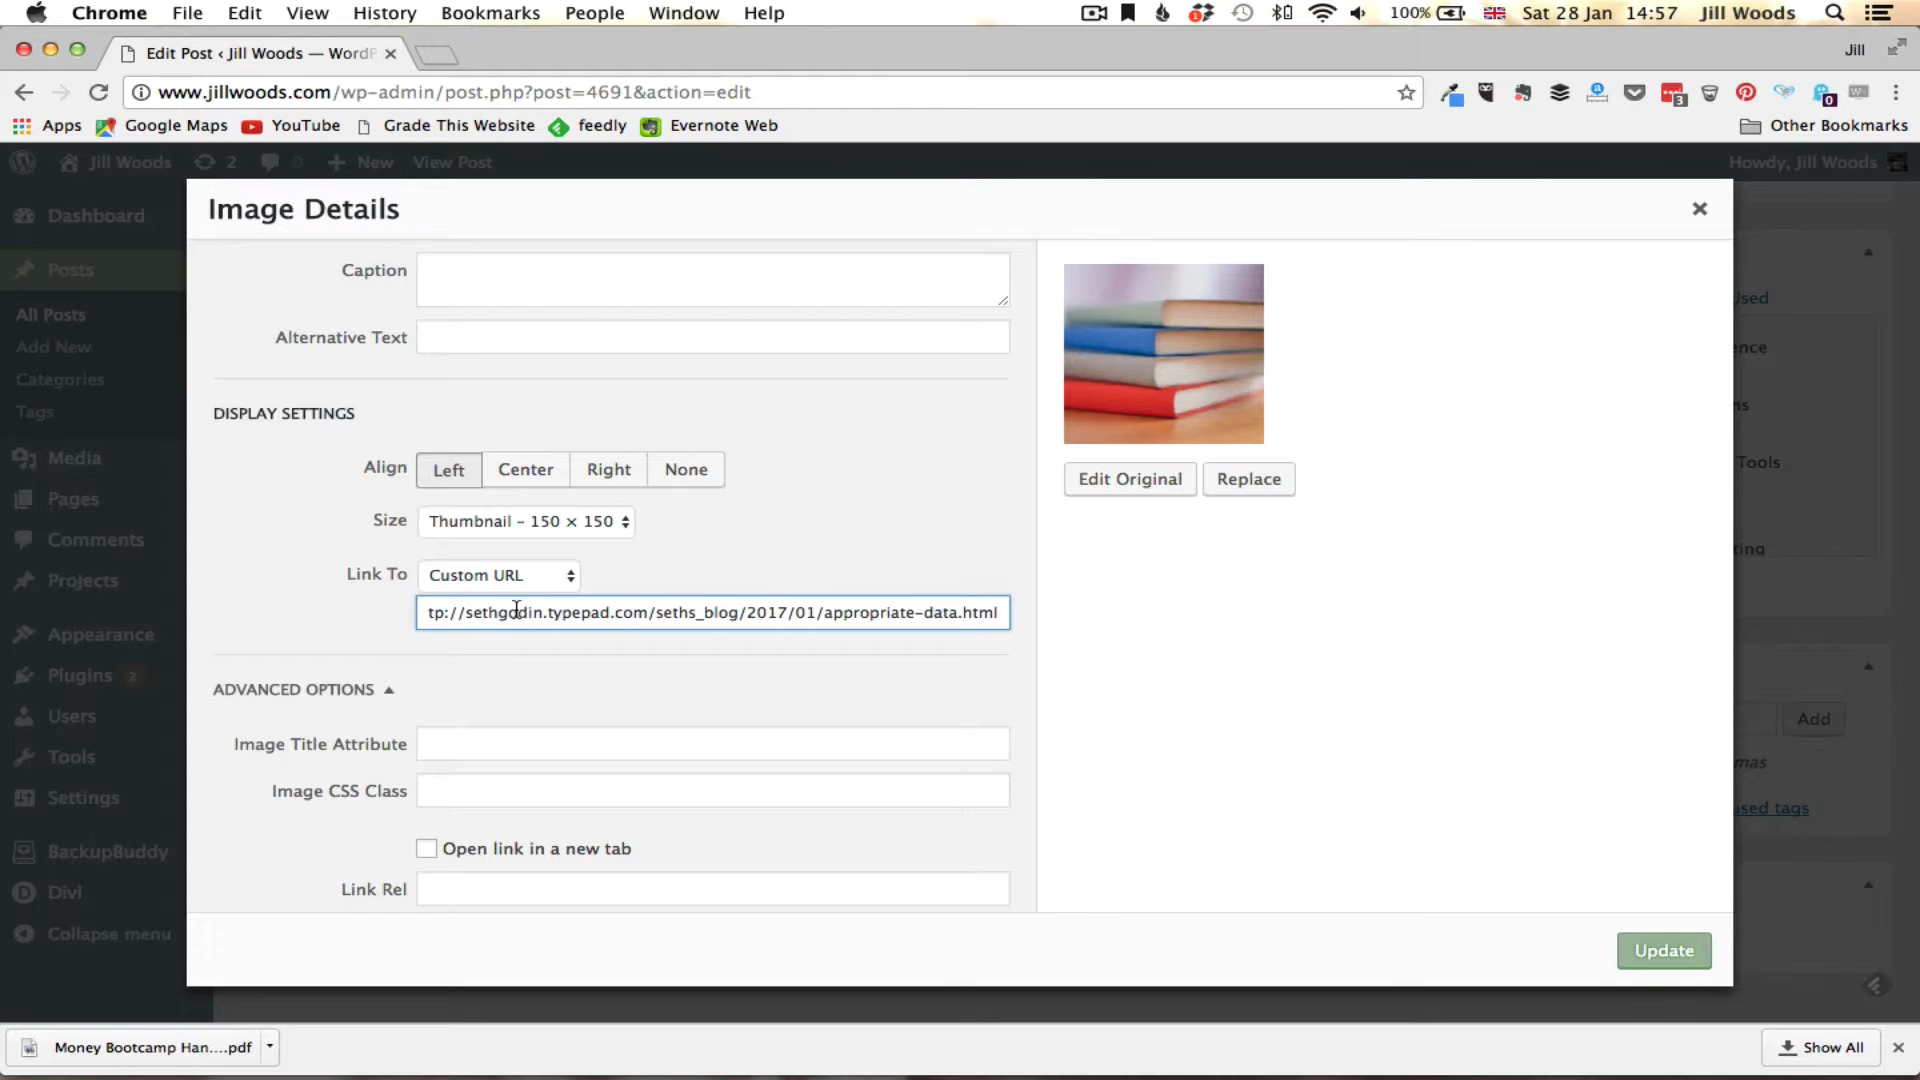 Chrome File Edit View History Bookmarks People Window Help 100% Sat 28 Jan 14:57 Jill Woods
Edit Post ‹ Jill Woods — WordP Jill
www.jillwoods.com/wp-admin/post.php?post=4691&action=edit 3 0
Apps Google Maps YouTube Grade This Website feedly Evernote Web Other Bookmarks
Jill Woods 2 0 New View Post Howdy, Jill Woods
Image Details
Dashboard
Posts
All Posts
Add New
Categories
Tags
Media
Pages
Comments
Projects
Appearance
Plugins 2
Users
Tools
Settings
BackupBuddy
Divi
Collapse menu
Caption
Alternative Text
DISPLAY SETTINGS
Align Left Center Right None
Size Thumbnail – 150 × 150
Link To Custom URL
tp://sethgodin.typepad.com/seths_blog/2017/01/appropriate-data.html
ADVANCED OPTIONS
Image Title Attribute
Image CSS Class
Open link in a new tab
Link Rel
Edit Original Replace
Update
Used
ence
ms
Tools
ting
Add
mas
used tags
Money Bootcamp Han....pdf Show All